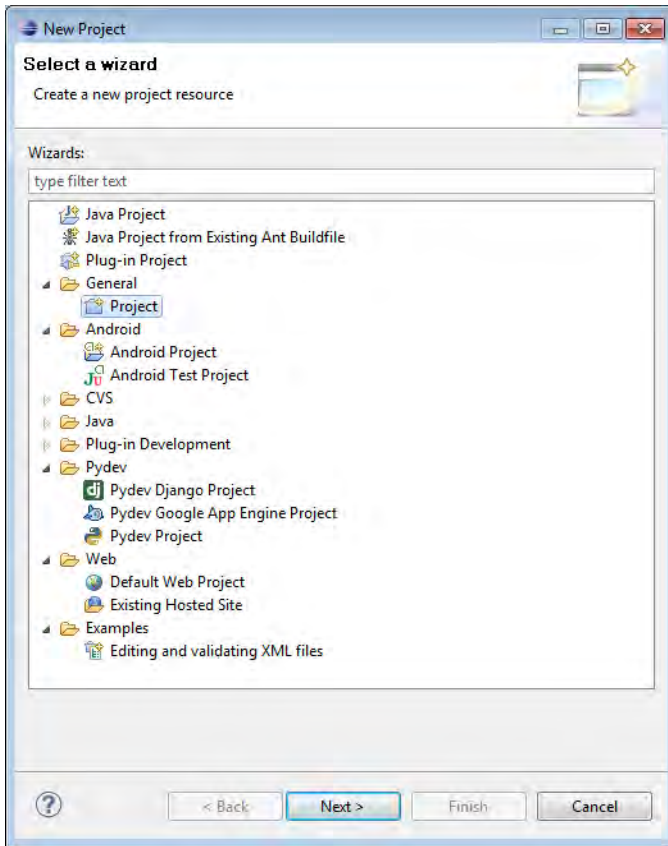 New Project
Select a wizard
Create a new project resource
Wizards:
type filter text
Java Project
Java Project from Existing Ant Buildfile
Plug-in Project
General
Project
Android
Android Project
Android Test Project
CVS
Java
Plug-in Development
Pydev
Pydev Django Project
Pydev Google App Engine Project
Pydev Project
Web
Default Web Project
Existing Hosted Site
Examples
Editing and validating XML files
< Back Next > Finish Cancel